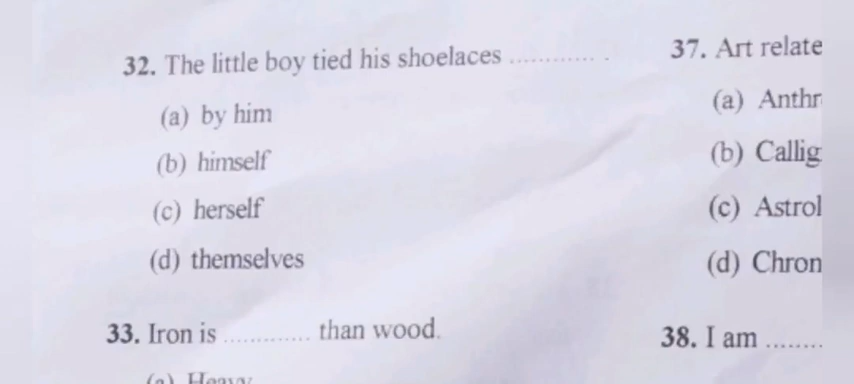 32. The little boy tied his shoelaces ............ .
(a) by him
(b) himself
(c) herself
(d) themselves
33. Iron is ............ than wood.
(a) Heavy
37. Art relate
(a) Anthr
(b) Callig
(c) Astrol
(d) Chron
38. I am ........